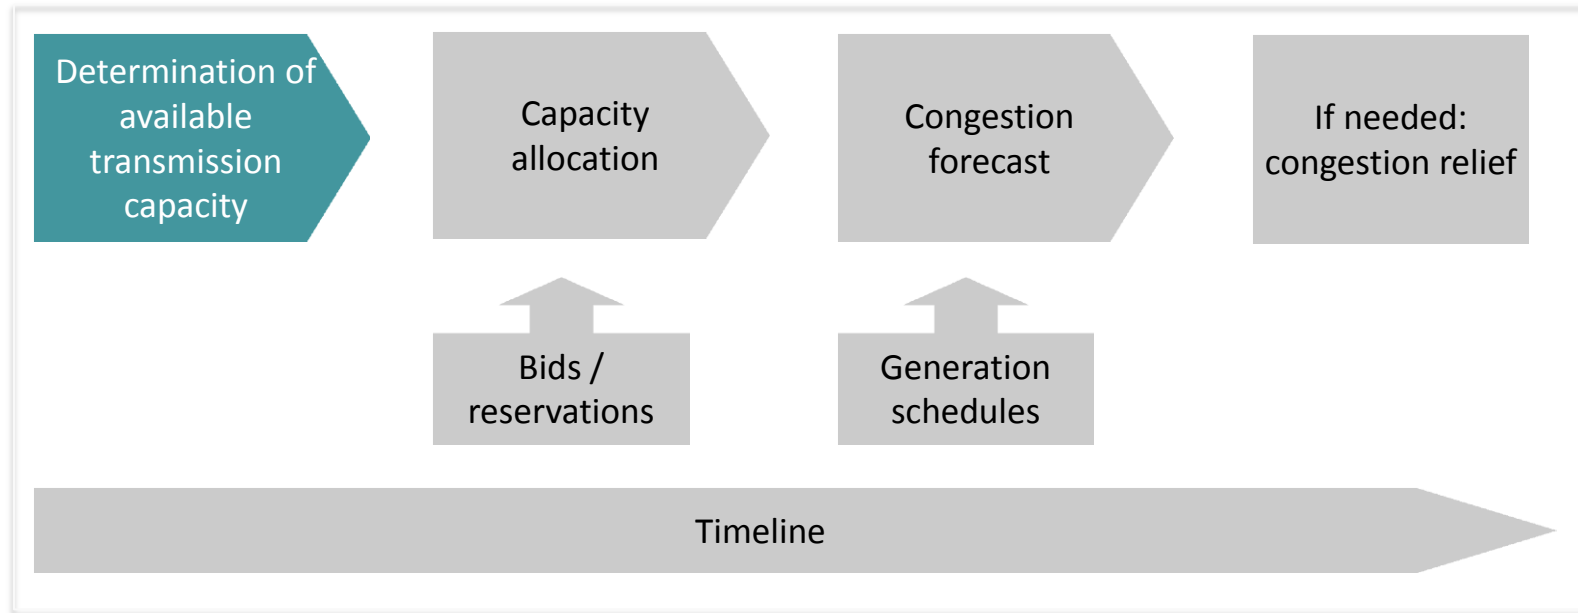 Determination of
available
transmission
capacity
Capacity
allocation
Congestion
forecast
If needed:
congestion relief
Bids /
reservations
Generation
schedules
Timeline